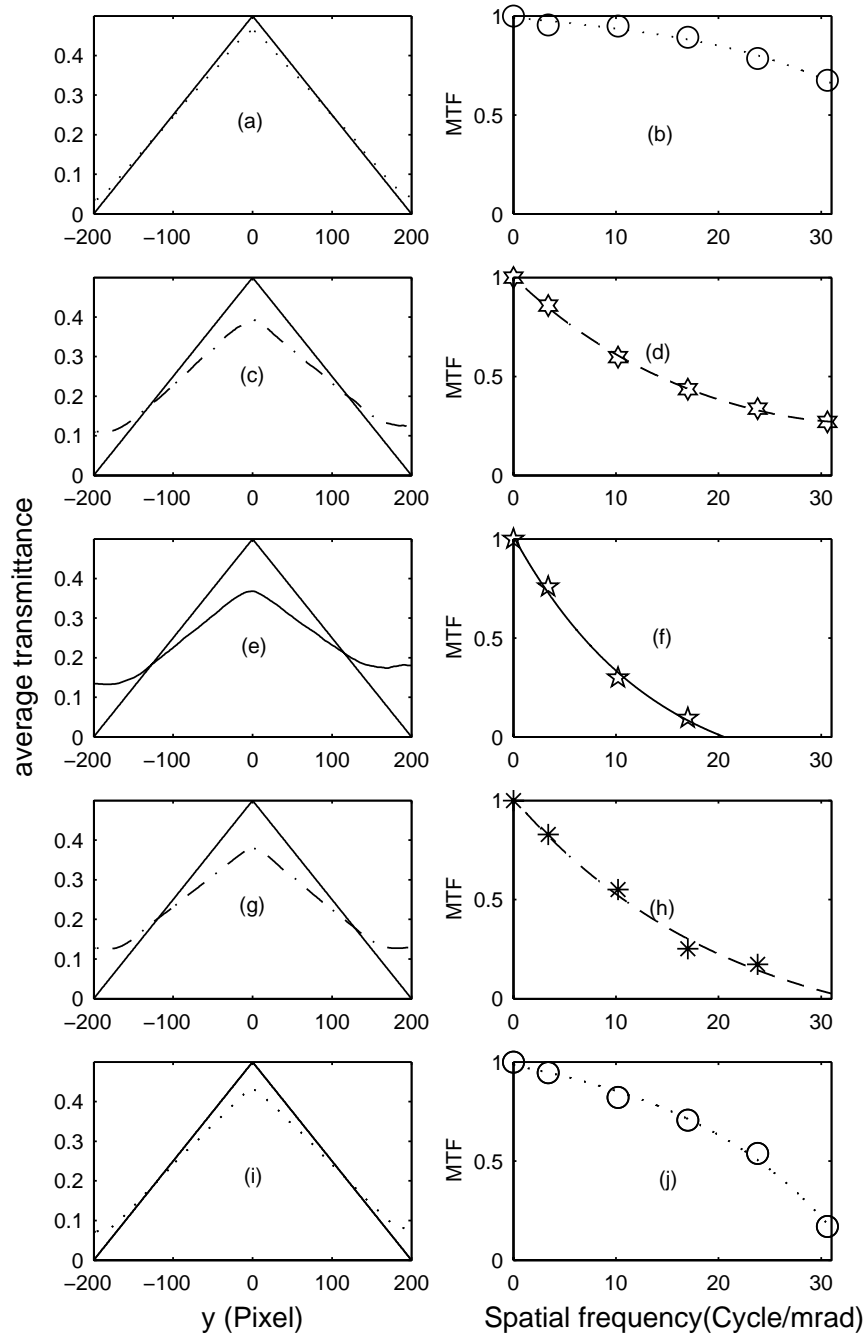 0.5
0.4
0.3
0.2
0.1
0
−200 −100 0 100 200
(a)
1
0.5
0
MTF
0 10 20 30
(b)
0.4
0.3
0.2
0.1
0
−200 −100 0 100 200
(c)
1
0.5
0
MTF
0 10 20 30
(d)
average transmittance
0.4
0.3
0.2
0.1
0
−200 −100 0 100 200
(e)
1
0.5
0
MTF
0 10 20 30
(f)
0.4
0.3
0.2
0.1
0
−200 −100 0 100 200
(g)
1
0.5
0
MTF
0 10 20 30
(h)
0.4
0.3
0.2
0.1
0
−200 −100 0 100 200
(i)
y (Pixel)
1
0.5
0
MTF
0 10 20 30
(j)
Spatial frequency(Cycle/mrad)